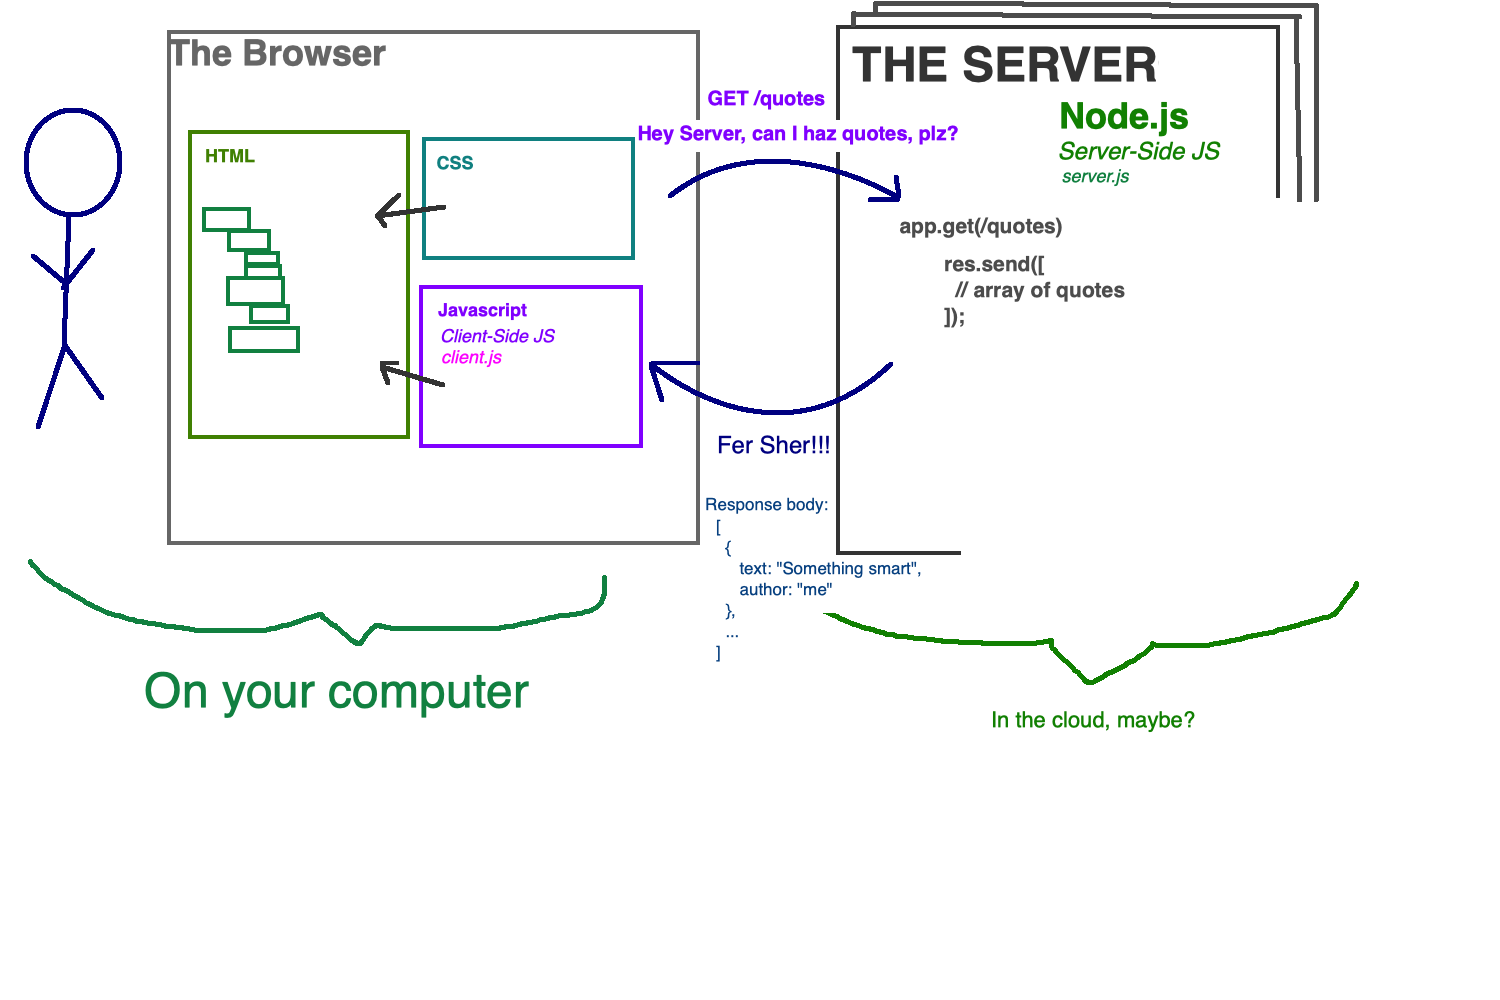 The Browser
HTML
CSS
Javascript
Client-Side JS
client.js
GET /quotes
Hey Server, can I haz quotes, plz?
THE SERVER
Node.js
Server-Side JS
server.js
app.get(/quotes)
res.send([
// array of quotes
]);
Fer Sher!!!
Response body:
[
{
text: "Something smart",
author: "me"
},
...
]
On your computer
In the cloud, maybe?